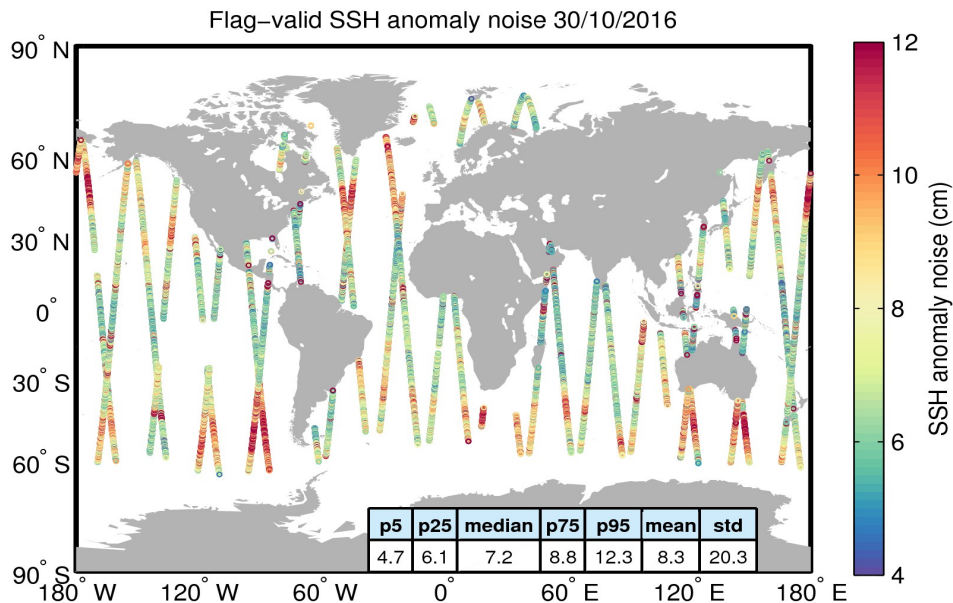 Flag–valid SSH anomaly noise 30/10/2016
90° N
60° N
30° N
0°
30° S
60° S
90° S
180° W
120° W
60° W
0°
60° E
120° E
180° E
p5 p25 median p75 p95 mean std
4.7 6.1 7.2 8.8 12.3 8.3 20.3
12
10
8
6
4
SSH anomaly noise (cm)